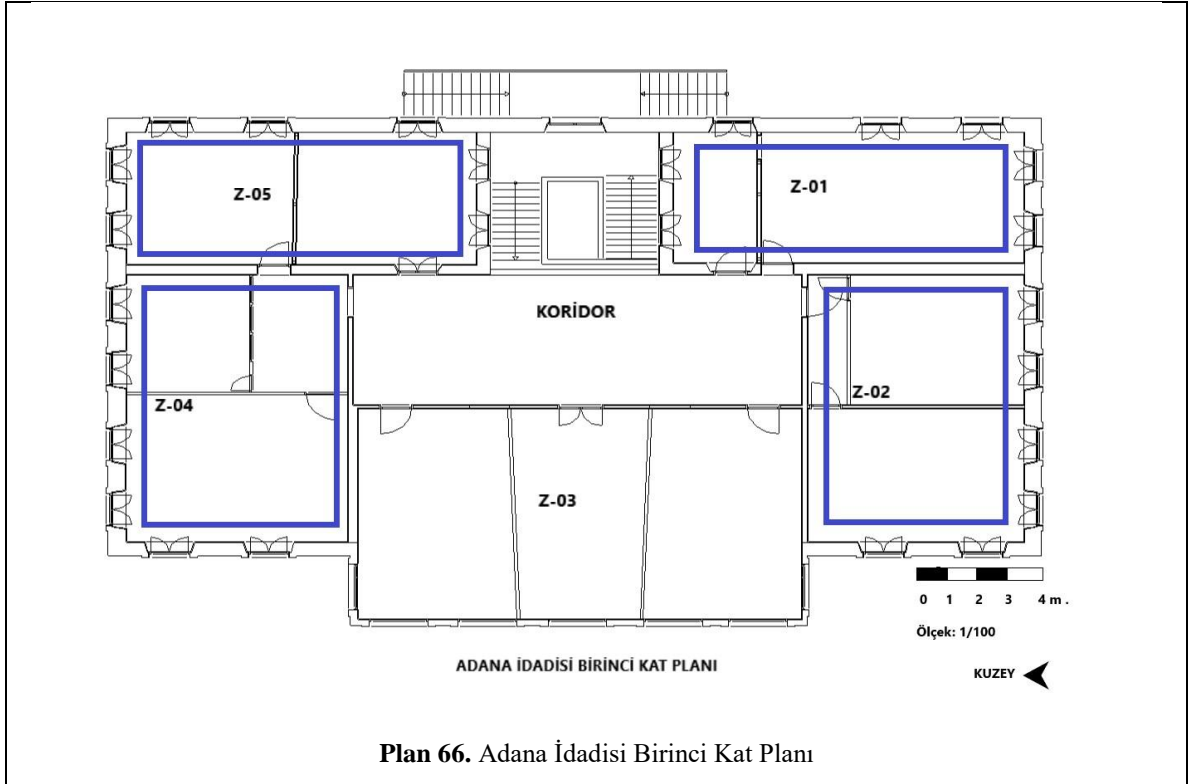 Z-05
Z-01
KORİDOR
Z-04
Z-02
Z-03
0 1 2 3 4 m .
Ölçek: 1/100
ADANA İDADİSİ BİRİNCİ KAT PLANI
KUZEY
Plan 66. Adana İdadisi Birinci Kat Planı